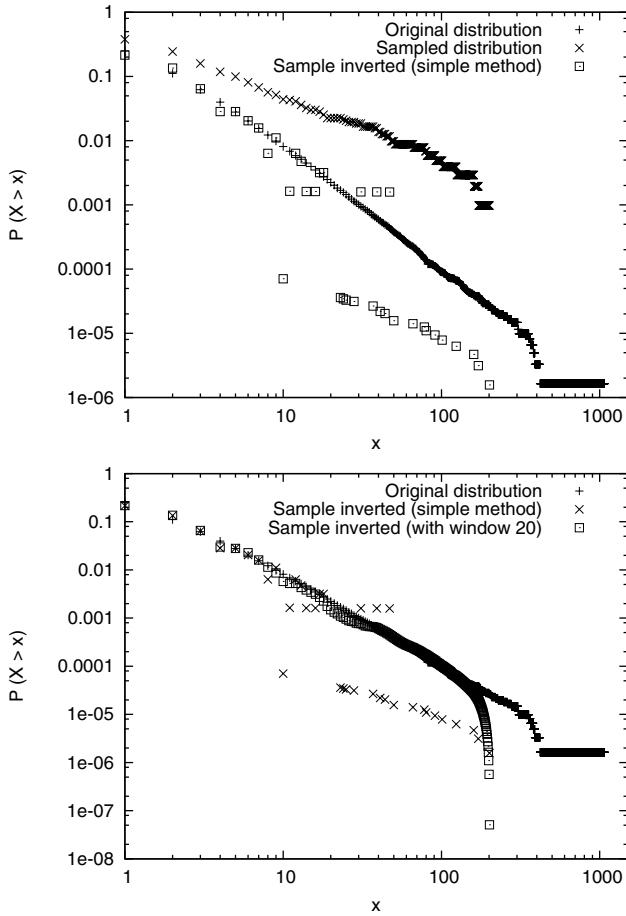 Original distribution
Sampled distribution
Sample inverted (simple method)
1
0.1
0.01
0.001
0.0001
1e-05
1e-06
P (X > x)
1 10 100 1000
x
Original distribution
Sample inverted (simple method)
Sample inverted (with window 20)
1
0.1
0.01
0.001
0.0001
1e-05
1e-06
1e-07
1e-08
P (X > x)
1 10 100 1000
x